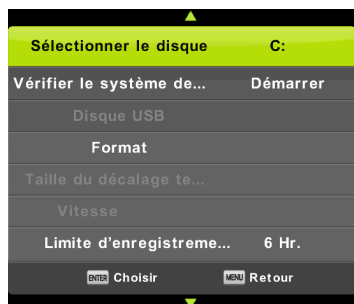 Sélectionner le disque C:
Vérifier le système de... Démarrer
Disque USB
Format
Taille du décalage te...
Vitesse
Limite d'enregistreme... 6 Hr.
ENTER Choisir MENU Retour